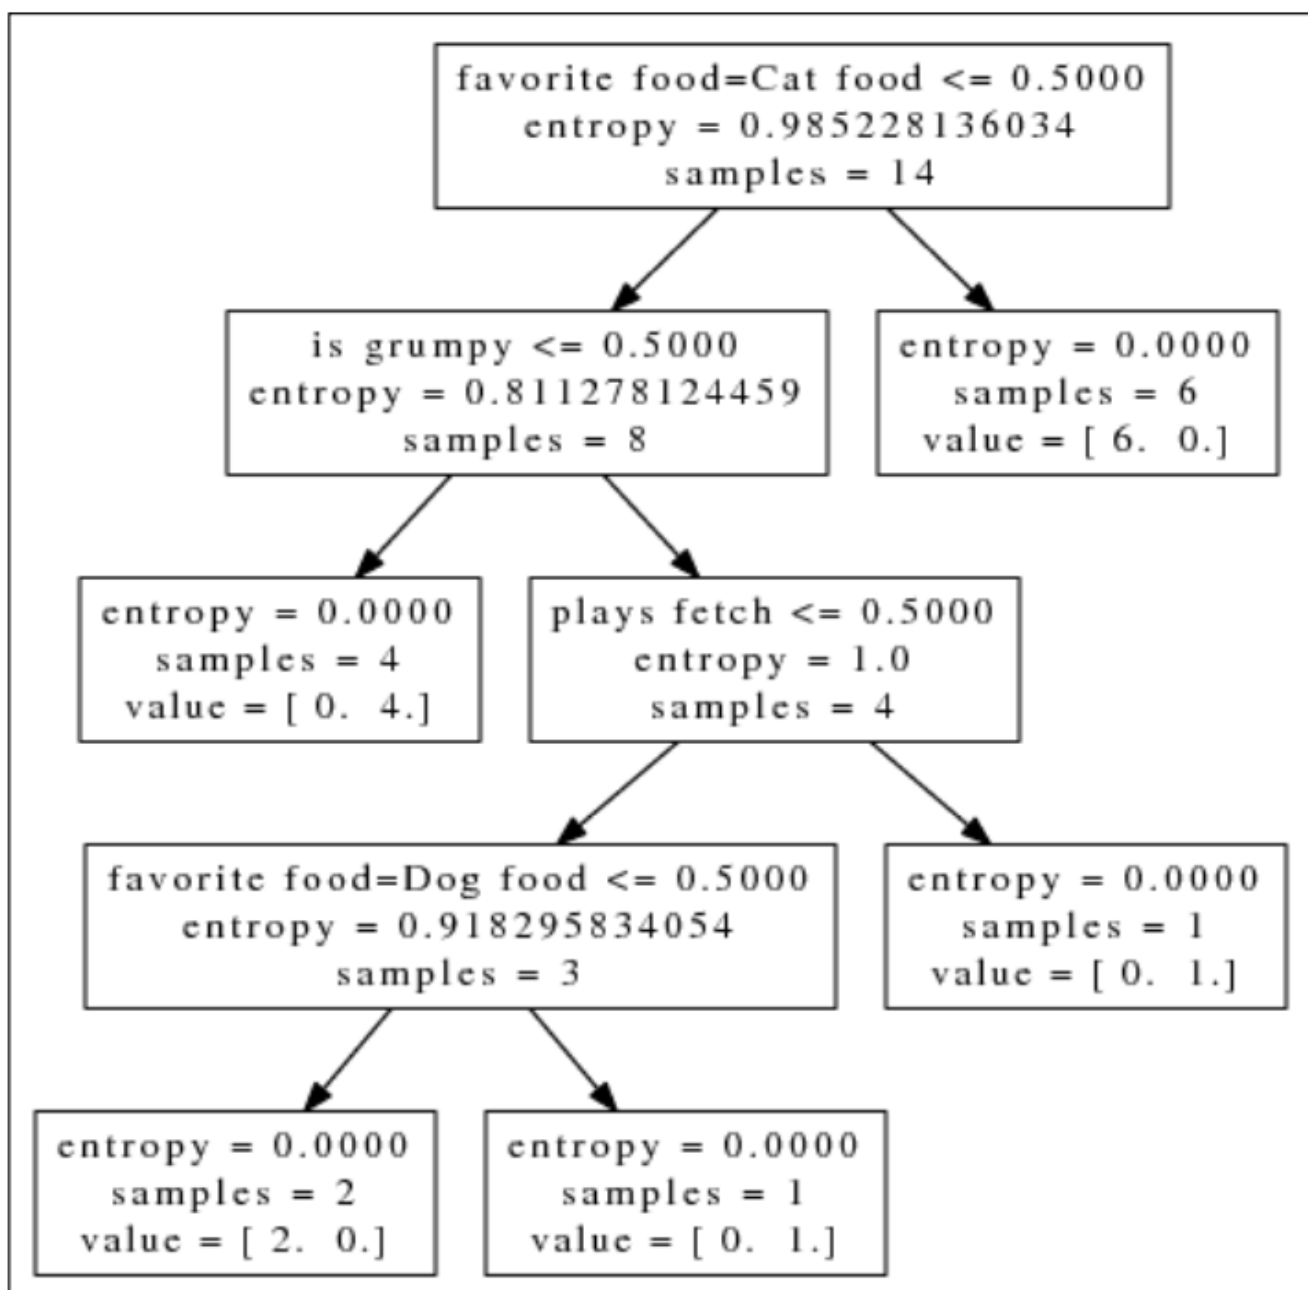 favorite food=Cat food <= 0.5000
entropy = 0.985228136034
samples = 14
is grumpy <= 0.5000
entropy = 0.811278124459
samples = 8
entropy = 0.0000
samples = 6
value = [ 6. 0.]
entropy = 0.0000
samples = 4
value = [ 0. 4.]
plays fetch <= 0.5000
entropy = 1.0
samples = 4
favorite food=Dog food <= 0.5000
entropy = 0.918295834054
samples = 3
entropy = 0.0000
samples = 1
value = [ 0. 1.]
entropy = 0.0000
samples = 2
value = [ 2. 0.]
entropy = 0.0000
samples = 1
value = [ 0. 1.]